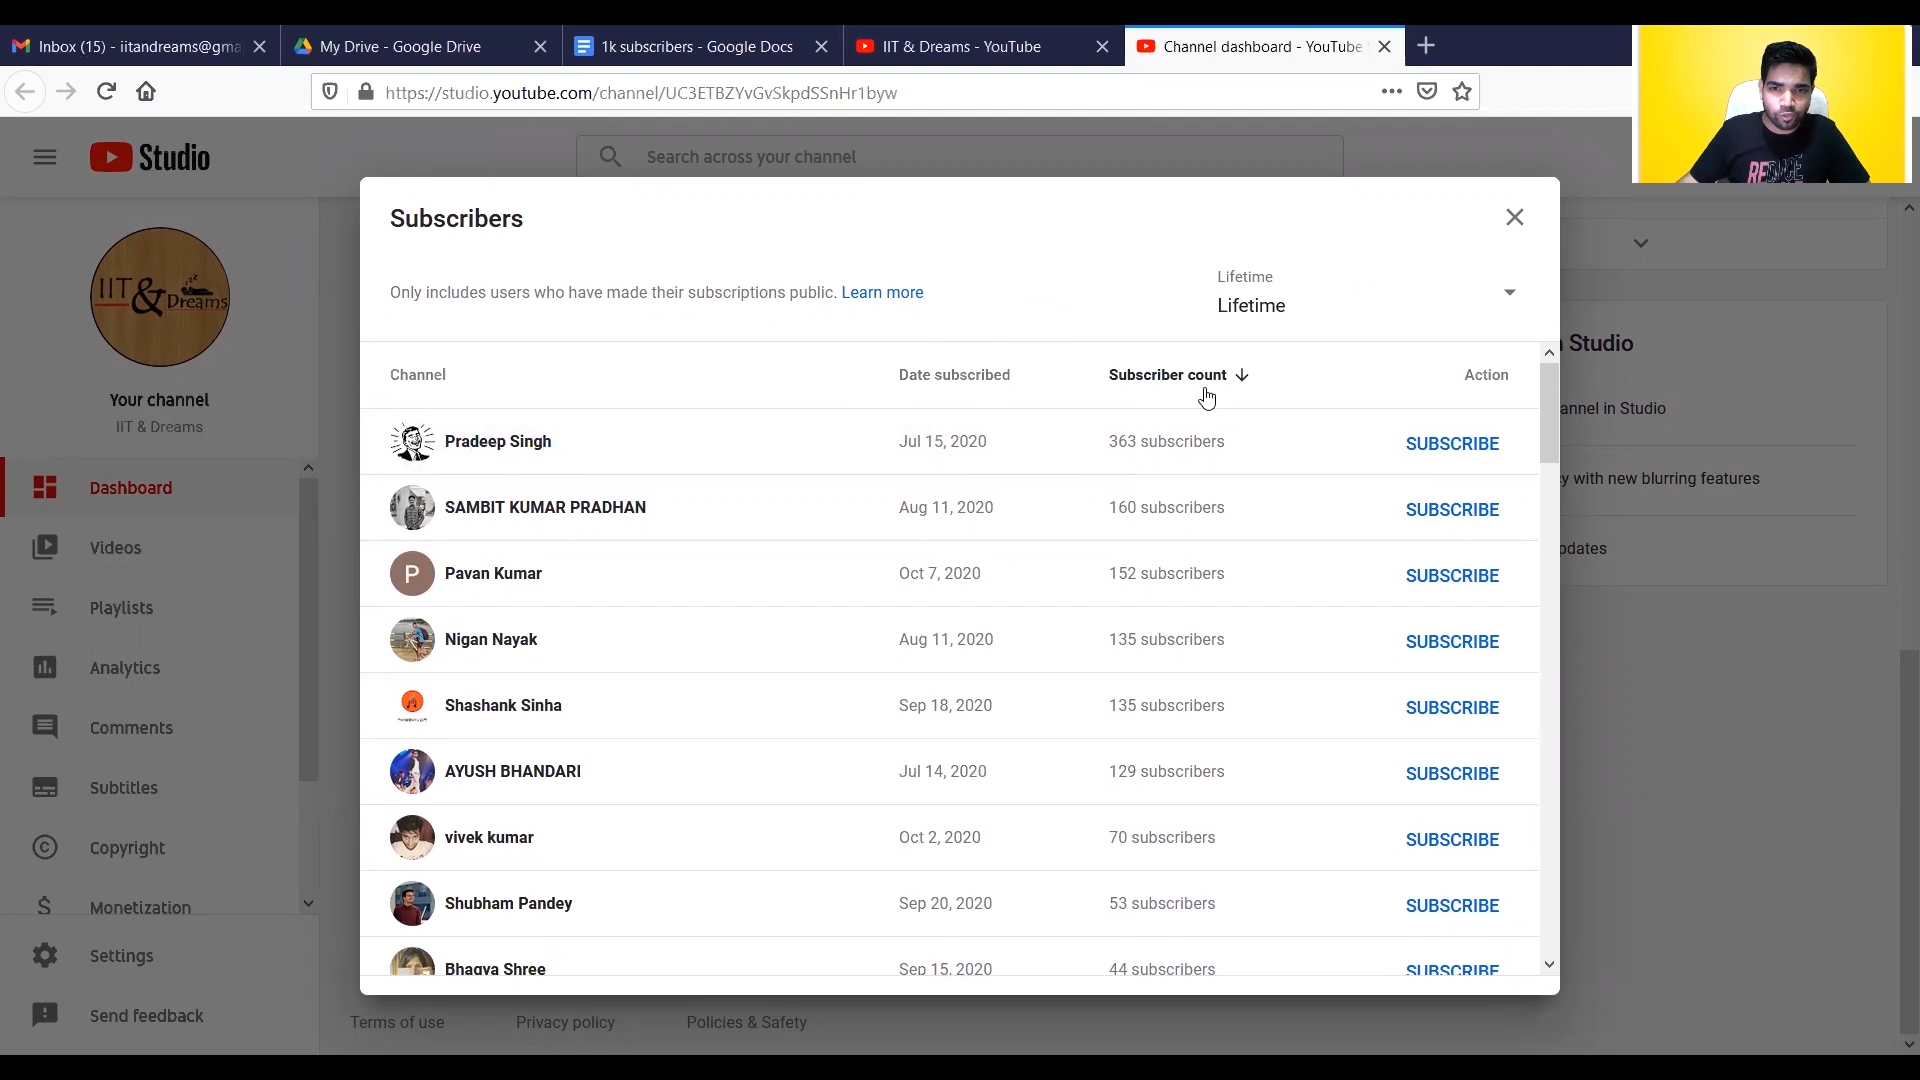 Inbox (15) - iitandreams@gma
My Drive - Google Drive
1k subscribers - Google Docs
IIT & Dreams - YouTube
Channel dashboard - YouTube
https://studio.youtube.com/channel/UC3ETBZYvGvSkpdSSnHr1byw
Studio
Search across your channel
IIT & Dreams
Your channel
IIT & Dreams
Dashboard
Videos
Playlists
Analytics
Comments
Subtitles
Copyright
Monetization
Settings
Send feedback
Subscribers
Only includes users who have made their subscriptions public. Learn more
Lifetime
Lifetime
Channel Date subscribed Subscriber count Action
Pradeep Singh Jul 15, 2020 363 subscribers SUBSCRIBE
SAMBIT KUMAR PRADHAN Aug 11, 2020 160 subscribers SUBSCRIBE
P Pavan Kumar Oct 7, 2020 152 subscribers SUBSCRIBE
Nigan Nayak Aug 11, 2020 135 subscribers SUBSCRIBE
Shashank Sinha Sep 18, 2020 135 subscribers SUBSCRIBE
AYUSH BHANDARI Jul 14, 2020 129 subscribers SUBSCRIBE
vivek kumar Oct 2, 2020 70 subscribers SUBSCRIBE
Shubham Pandey Sep 20, 2020 53 subscribers SUBSCRIBE
Bhagya Shree Sep 15, 2020 44 subscribers SUBSCRIBE
Studio
annel in Studio
y with new blurring features
pdates
Terms of use Privacy policy Policies & Safety